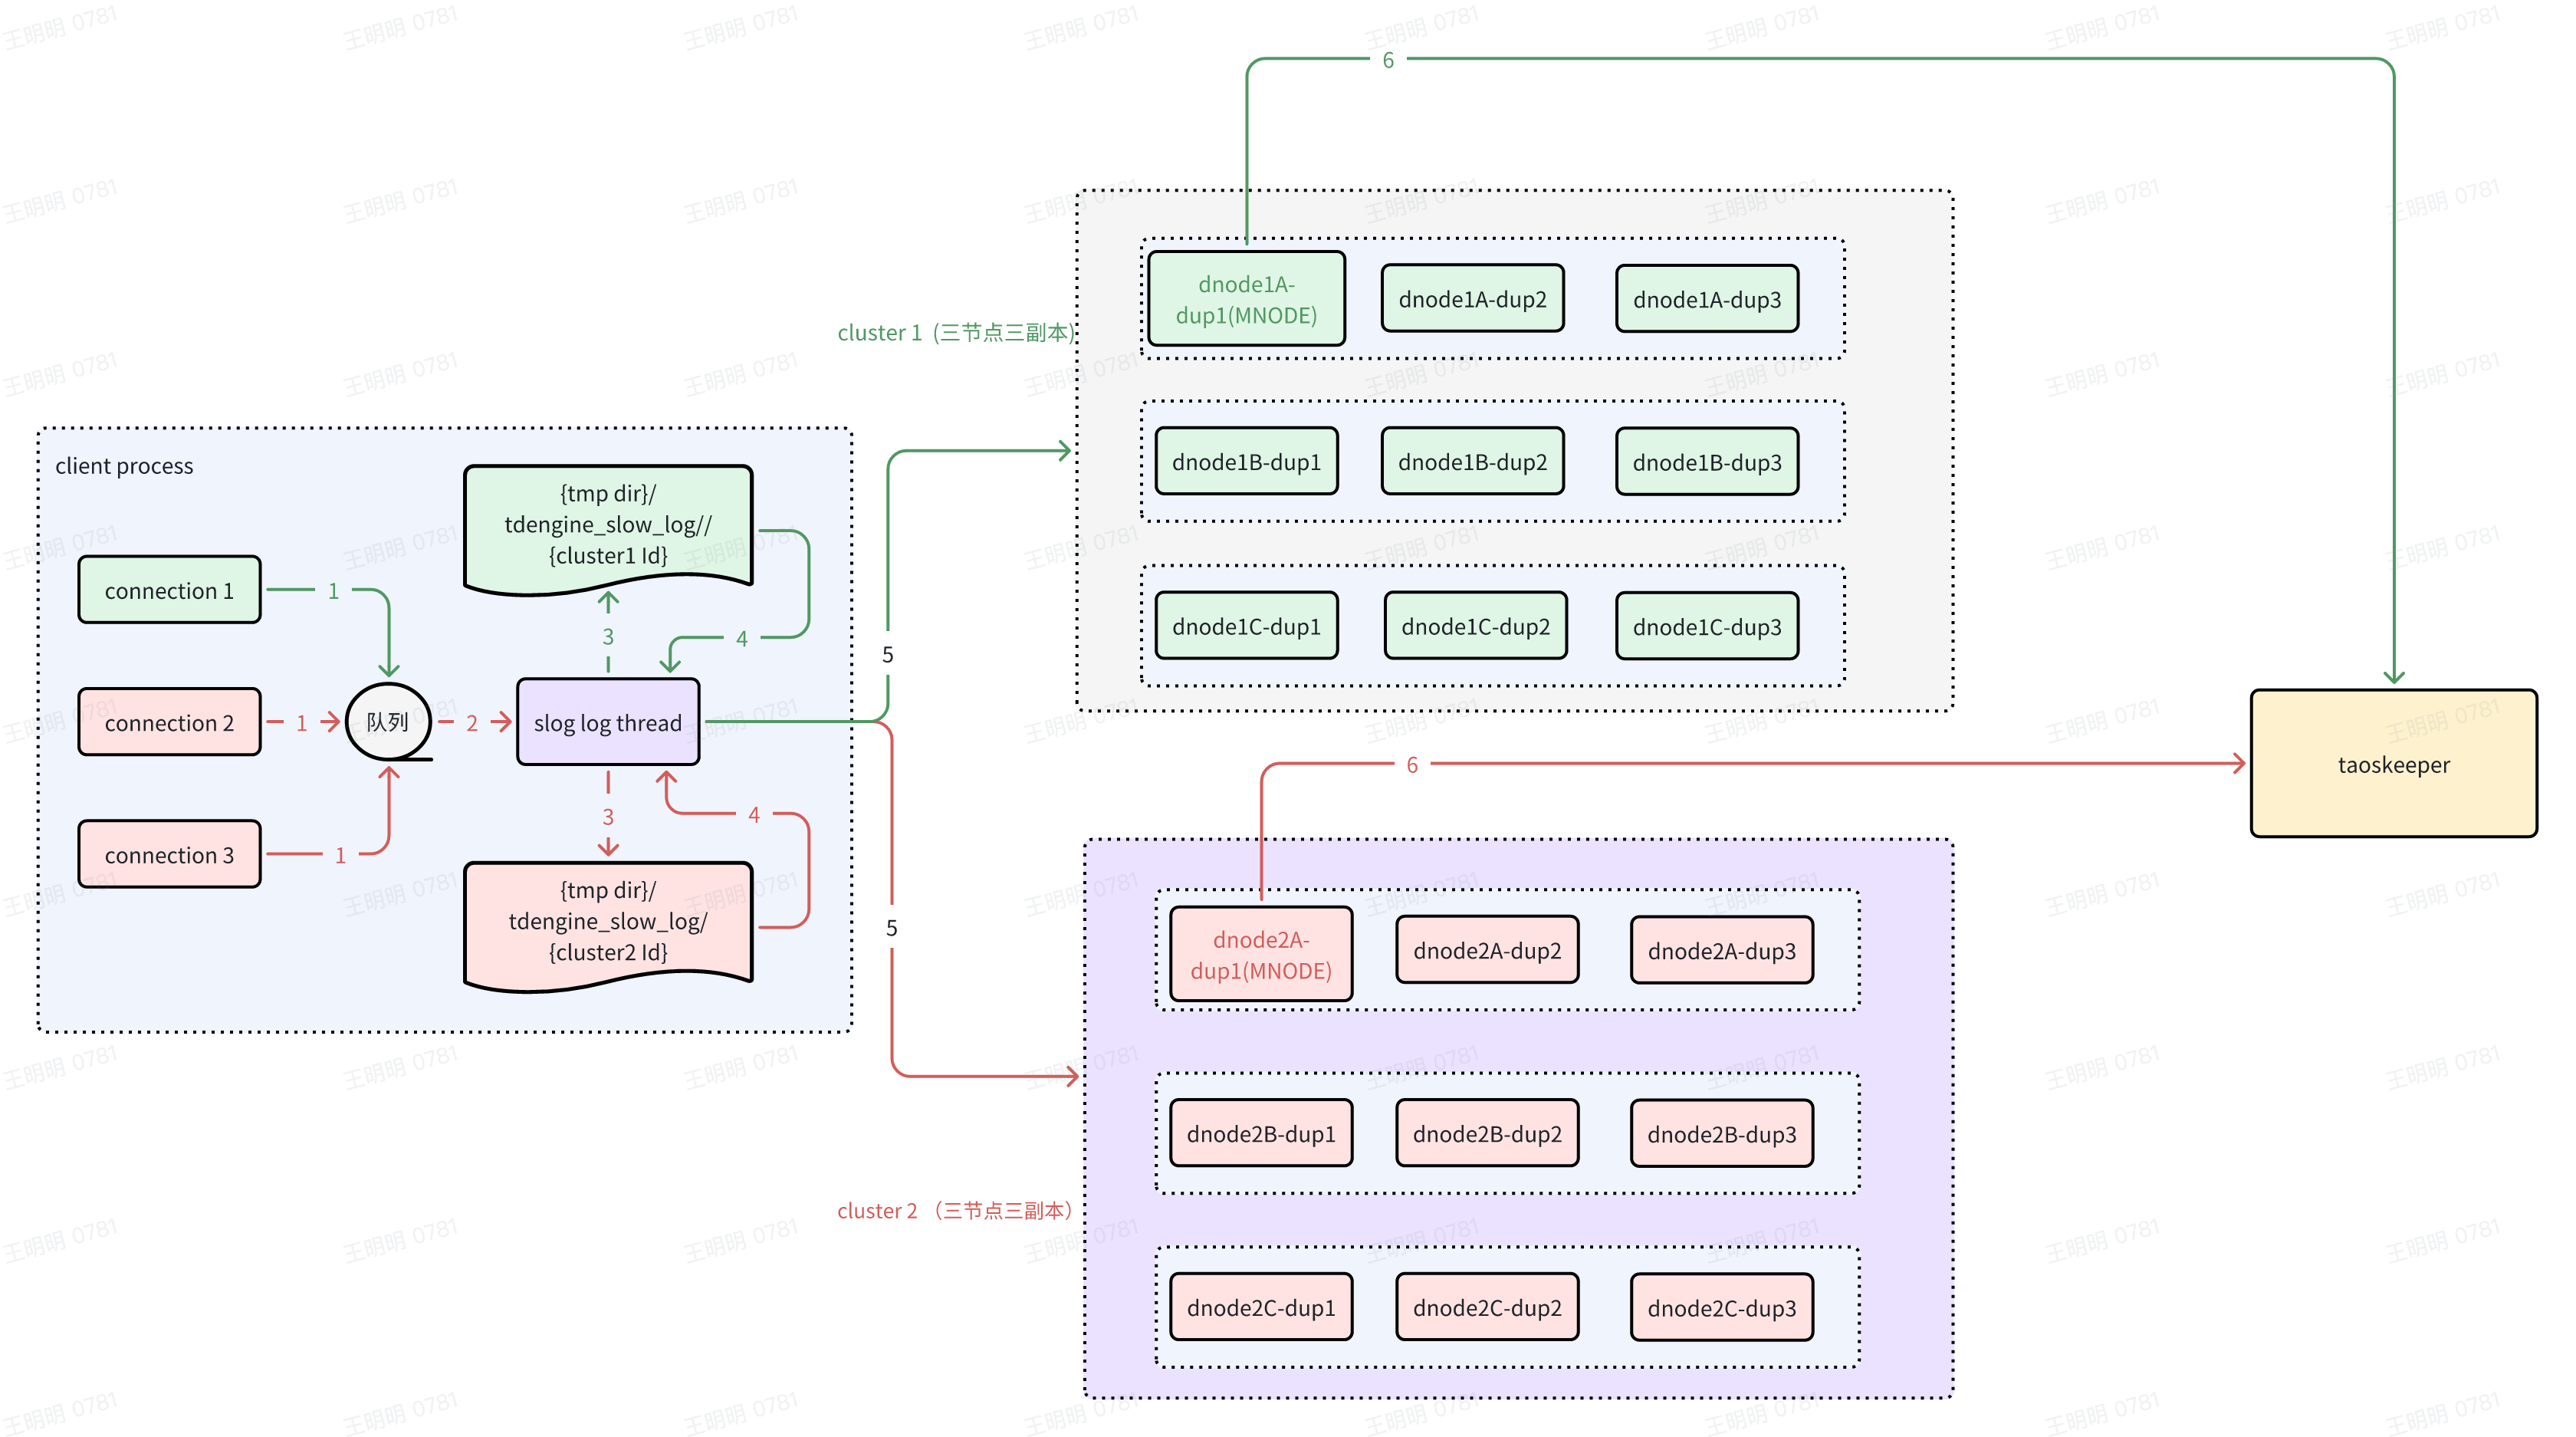 6
dnode1A-
dup1(MNODE)
dnode1A-dup2
dnode1A-dup3
cluster 1 (三节点三副本)
dnode1B-dup1
dnode1B-dup2
dnode1B-dup3
dnode1C-dup1
dnode1C-dup2
dnode1C-dup3
client process
{tmp dir}/
tdengine_slow_log//
{cluster1 Id}
connection 1
1
3
4
5
connection 2
1
队列
2
slog log thread
connection 3
1
3
4
{tmp dir}/
tdengine_slow_log/
{cluster2 Id}
5
6
taoskeeper
dnode2A-
dup1(MNODE)
dnode2A-dup2
dnode2A-dup3
dnode2B-dup1
dnode2B-dup2
dnode2B-dup3
cluster 2 （三节点三副本）
dnode2C-dup1
dnode2C-dup2
dnode2C-dup3
王明明 0781